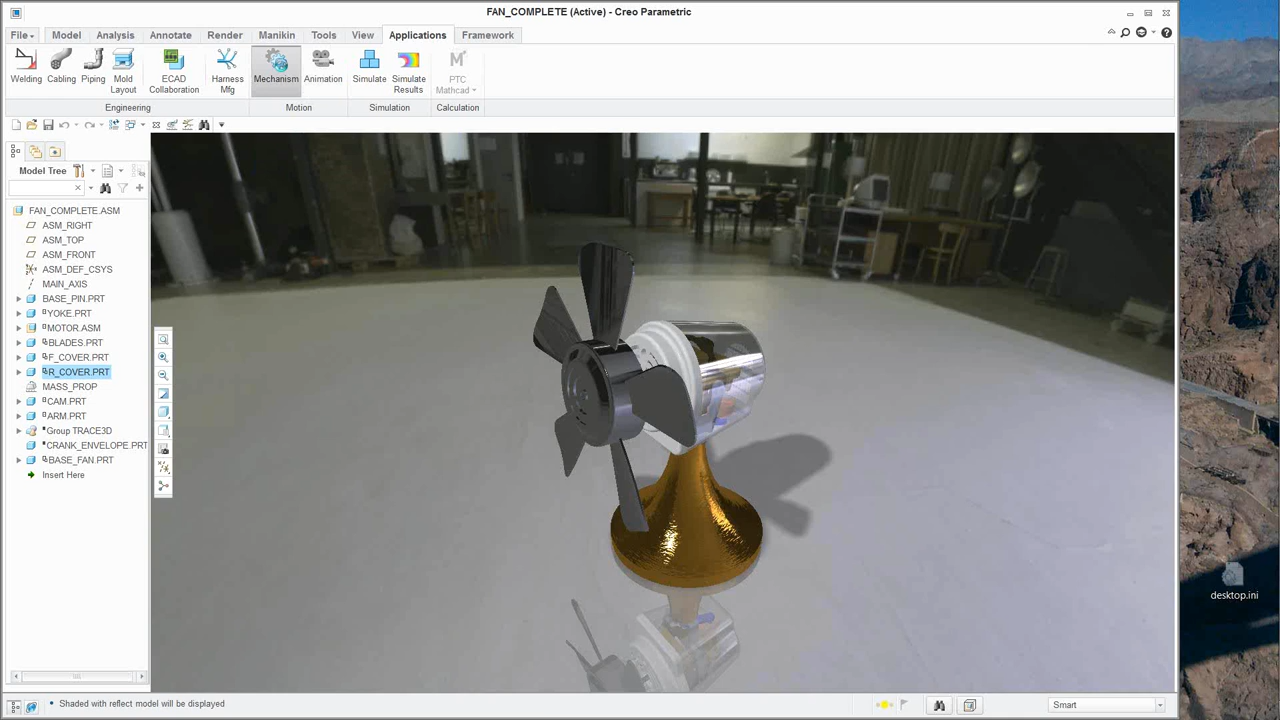 FAN_COMPLETE (Active) - Creo Parametric
File Model Analysis Annotate Render Manikin Tools View Applications Framework
Welding Cabling Piping Mold Layout ECAD Collaboration Harness Mfg Mechanism Animation Simulate Simulate Results PTC Mathcad
Engineering Motion Simulation Calculation
Model Tree
FAN_COMPLETE.ASM
ASM_RIGHT
ASM_TOP
ASM_FRONT
ASM_DEF_CSYS
MAIN_AXIS
BASE_PIN.PRT
YOKE.PRT
MOTOR.ASM
BLADES.PRT
F_COVER.PRT
R_COVER.PRT
MASS_PROP
CAM.PRT
ARM.PRT
Group TRACE3D
CRANK_ENVELOPE.PRT
BASE_FAN.PRT
Insert Here
desktop.ini
• Shaded with reflect model will be displayed
Smart